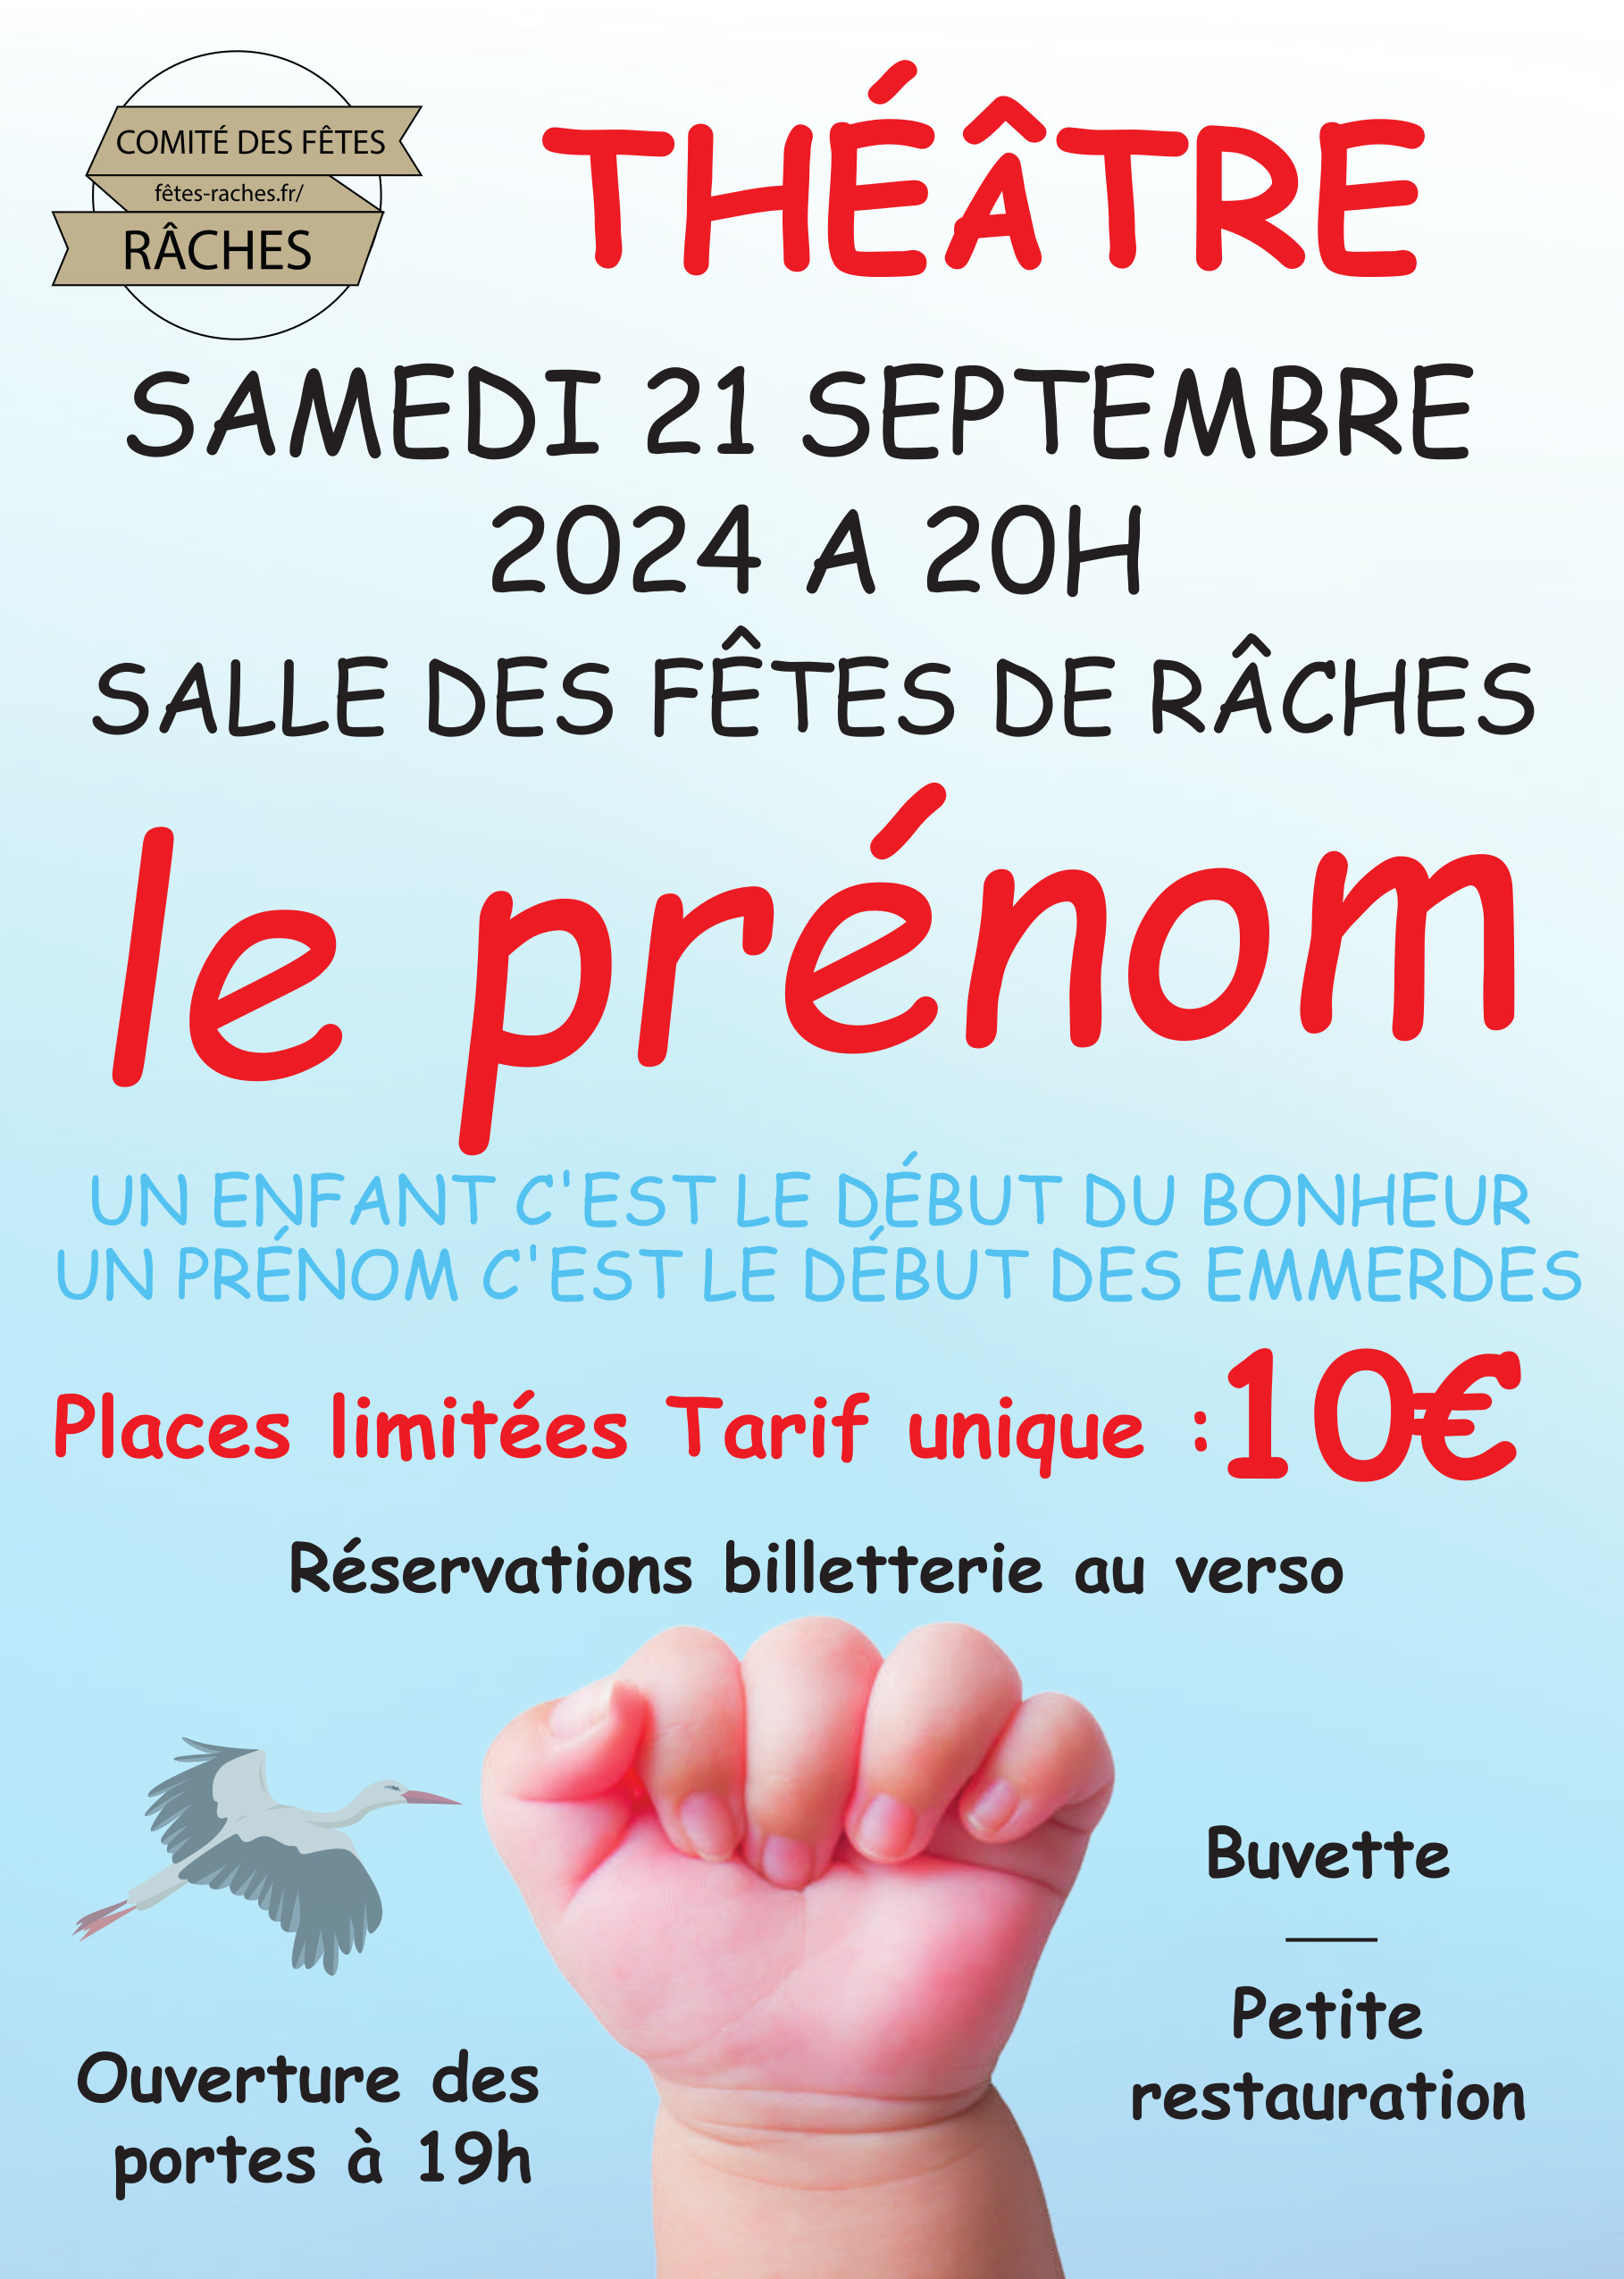 COMITÉ DES FÊTES
fêtes-raches.fr/
RÂCHES
THÉÂTRE
SAMEDI 21 SEPTEMBRE
2024 A 20H
SALLE DES FÊTES DE RÂCHES
le prénom
UN ENFANT C'EST LE DÉBUT DU BONHEUR
UN PRÉNOM C'EST LE DÉBUT DES EMMERDES
Places limitées Tarif unique :10€
Réservations billetterie au verso
Buvette
Petite
restauration
Ouverture des
portes à 19h